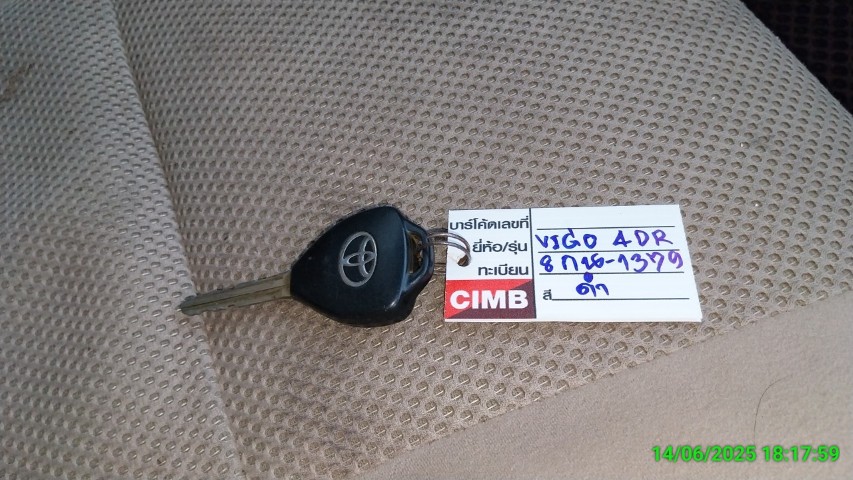 บาร์โค้ดเลขที่
ยี่ห้อ/รุ่น VIGO 4DR
ทะเบียน 8กฒ-1379
CIMB สี ดำ
14/06/2025 18:17:59